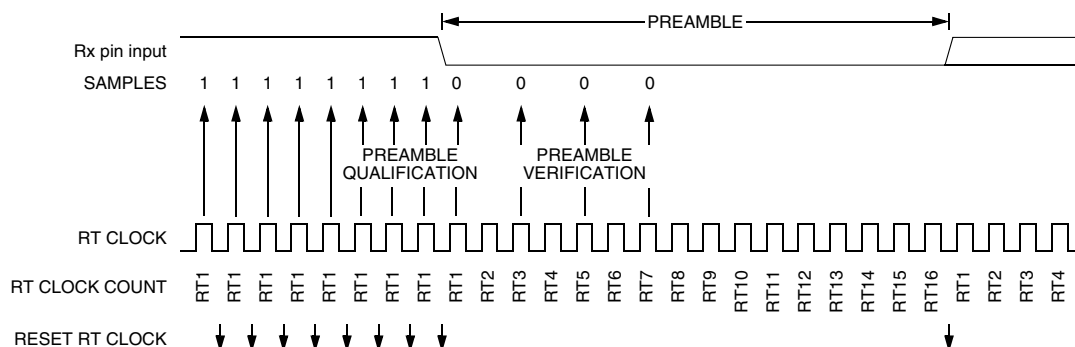 PREAMBLE
Rx pin input
SAMPLES 1 1 1 1 1 1 1 1 0 0 0 0
PREAMBLE QUALIFICATION
PREAMBLE VERIFICATION
RT CLOCK
RT CLOCK COUNT RT1 RT1 RT1 RT1 RT1 RT1 RT1 RT1 RT1 RT2 RT3 RT4 RT5 RT6 RT7 RT8 RT9 RT10 RT11 RT12 RT13 RT14 RT15 RT16 RT1 RT2 RT3 RT4
RESET RT CLOCK